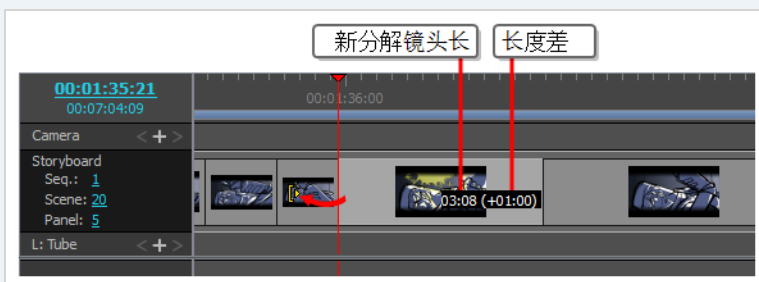 新分解镜头长
长度差
00:01:35:21
00:07:04:09
00:01:36:00
Camera
Storyboard
Seq.: 1
Scene: 20
Panel: 5
03:08 (+01:00)
L: Tube